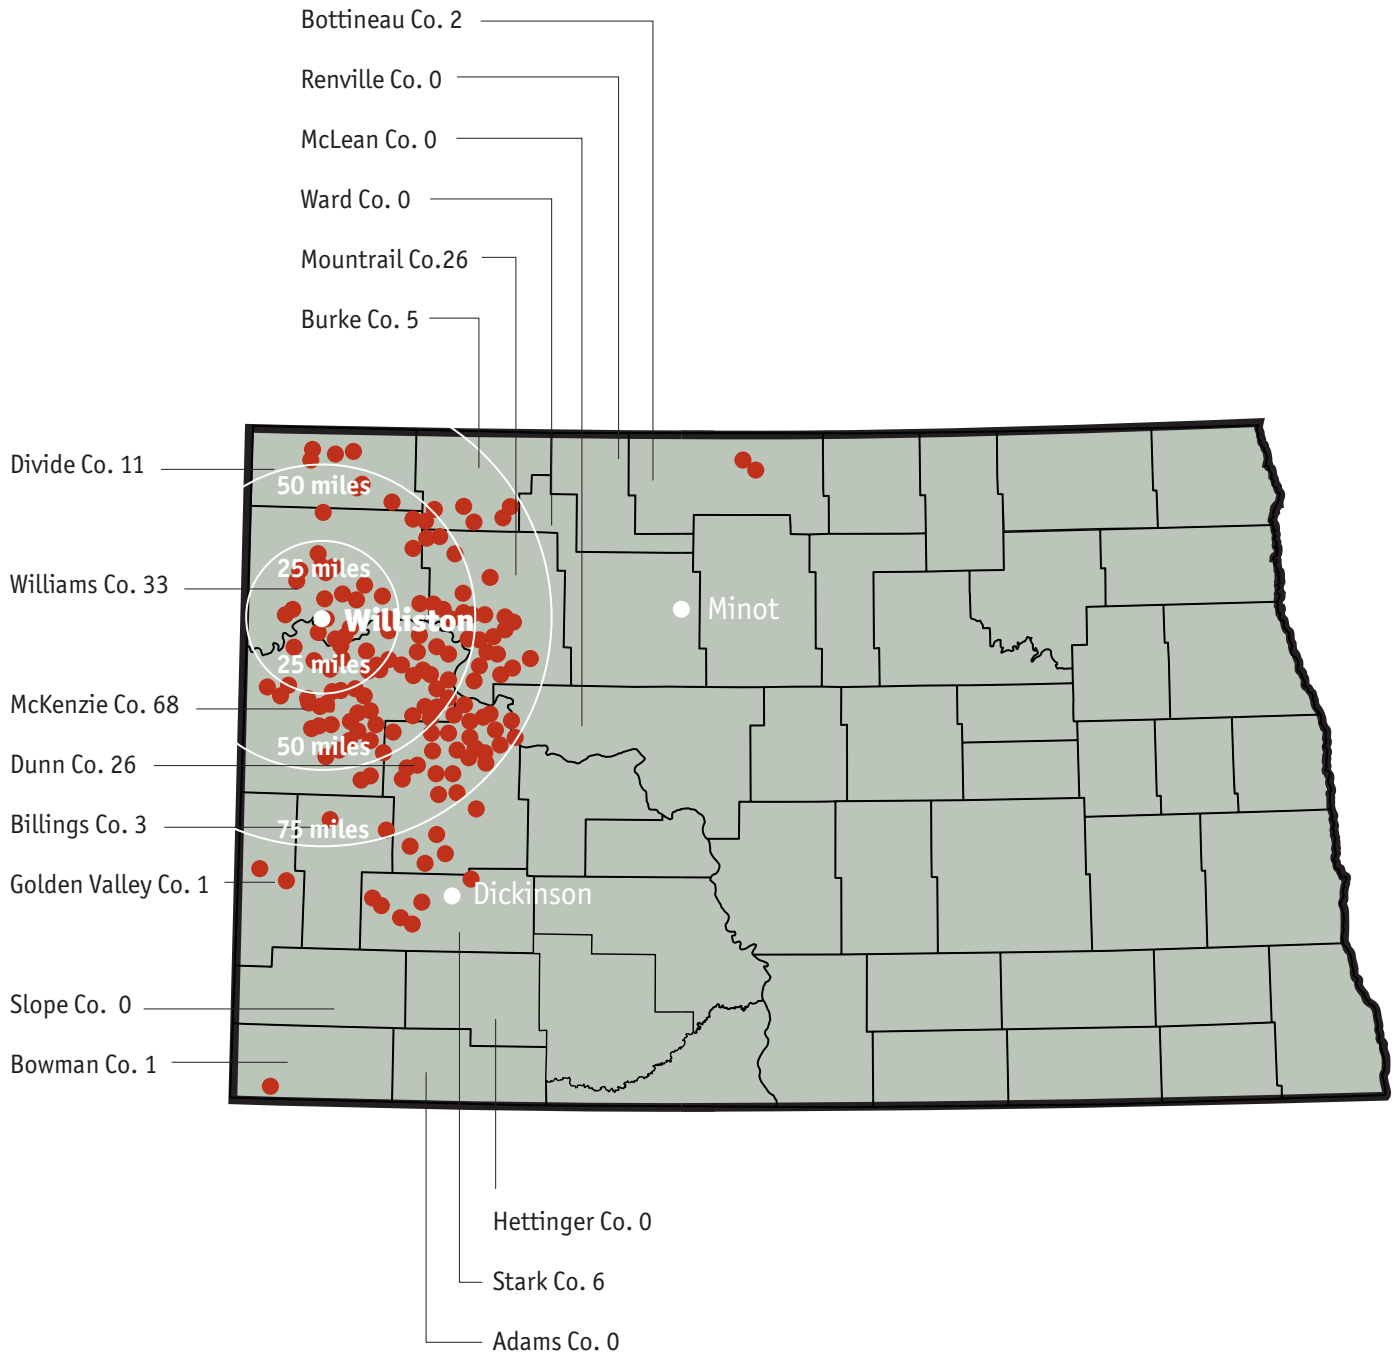 Bottineau Co. 2
Renville Co. 0
McLean Co. 0
Ward Co. 0
Mountrail Co.26
Burke Co. 5
Divide Co. 11
50 miles
25 miles
Williams Co. 33
Williston
Minot
25 miles
McKenzie Co. 68
50 miles
Dunn Co. 26
Billings Co. 3
75 miles
Golden Valley Co. 1
Dickinson
Slope Co. 0
Bowman Co. 1
Hettinger Co. 0
Stark Co. 6
Adams Co. 0